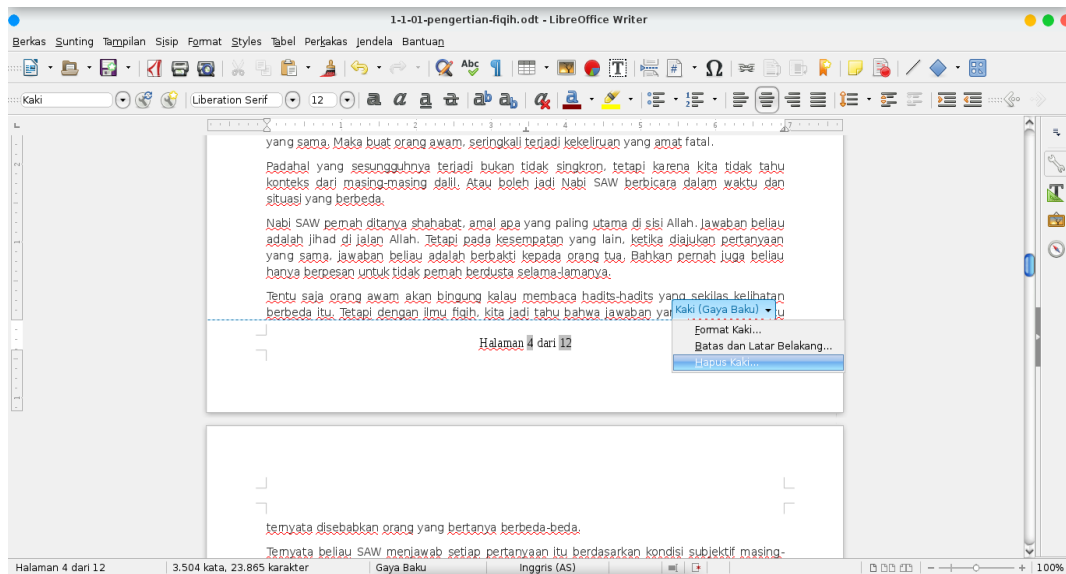 1-1-01-pengertian-fiqih.odt - LibreOffice Writer
Berkas Sunting Tampilan Sisip Format Styles Tabel Perkakas Jendela Bantuan
Kaki Liberation Serif 12
1 2 3 4 5 6 7
yang sama. Maka buat orang awam, seringkali terjadi kekeliruan yang amat fatal.
Padahal yang sesungguhnya terjadi bukan tidak singkron, tetapi karena kita tidak tahu
konteks dari masing-masing dalil. Atau boleh jadi Nabi SAW berbicara dalam waktu dan
situasi yang berbeda.
Nabi SAW pernah ditanya shahabat, amal apa yang paling utama di sisi Allah. Jawaban beliau
adalah jihad di jalan Allah. Tetapi pada kesempatan yang lain, ketika diajukan pertanyaan
yang sama, jawaban beliau adalah berbakti kepada orang tua. Bahkan pernah juga beliau
hanya berpesan untuk tidak pernah berdusta selama-lamanya.
Tentu saja orang awam akan bingung kalau membaca hadits-hadits yang sekilas kelihatan
berbeda itu. Tetapi dengan ilmu fiqih, kita jadi tahu bahwa jawaban
Kaki (Gaya Baku)
Format Kaki...
Batas dan Latar Belakang...
Hapus Kaki...
Halaman 4 dari 12
ternyata disebabkan orang yang bertanya berbeda-beda.
Ternyata beliau SAW menjawab setiap pertanyaan itu berdasarkan kondisi subjektif masing-
Halaman 4 dari 12 3.504 kata, 23.865 karakter Gaya Baku Inggris (AS) 100%